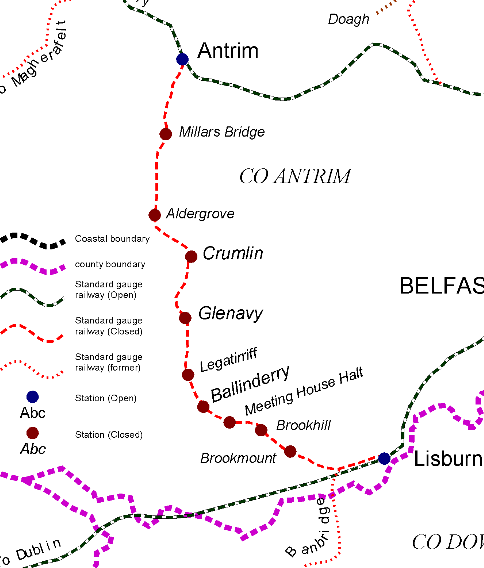 ry
Doagh
Antrim
o Magherafelt
Millars Bridge
CO ANTRIM
Aldergrove
Coastal boundary
Crumlin
county boundary
Standard gauge
railway (Open)
BELFAS
Glenavy
Standard gauge
railway (Closed)
Legatirriff
Standard gauge
railway (former)
Ballinderry
Meeting House Halt
Abc
Station (Open)
Brookhill
Abc
Station (Closed)
Brookmount
Lisburn
Banbridge
o Dublin
CO DOW